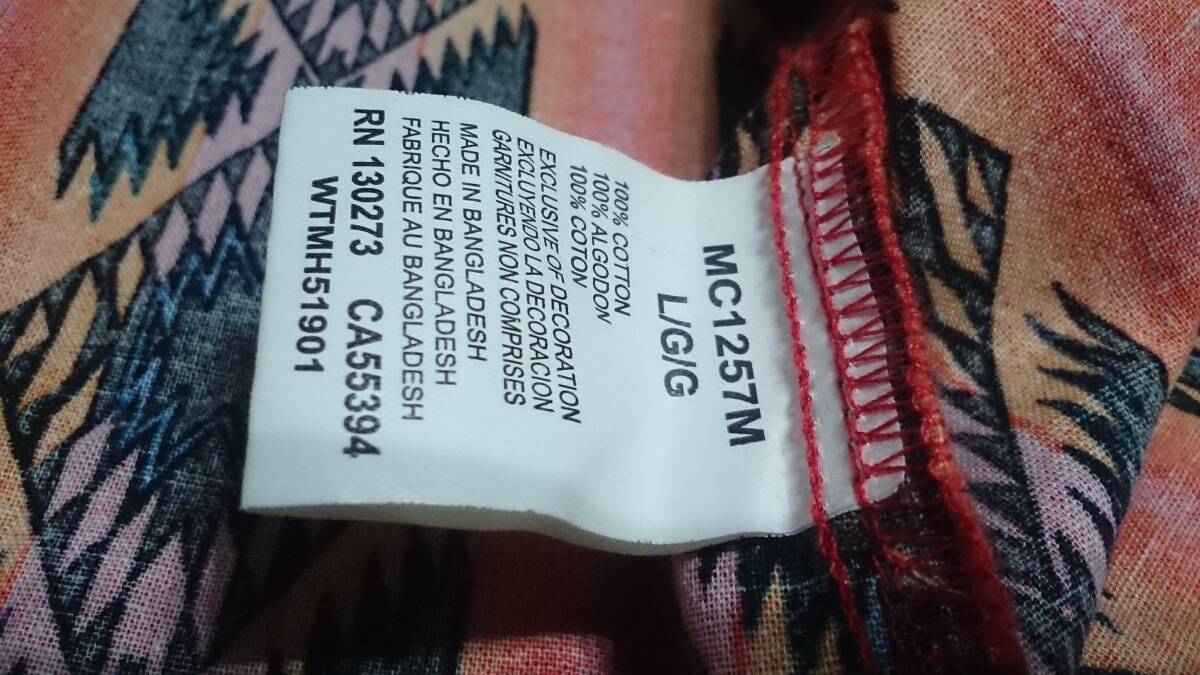 MC1257M
L/G/G
100% COTTON
100% ALGODON
100% COTON
EXCLUSIVE OF DECORATION
EXCLUYENDO LA DECORACION
GARNITURES NON COMPRISES
MADE IN BANGLADESH
HECHO EN BANGLADESH
FABRIQUE AU BANGLADESH
RN 130273 CA55394
WTMH51901